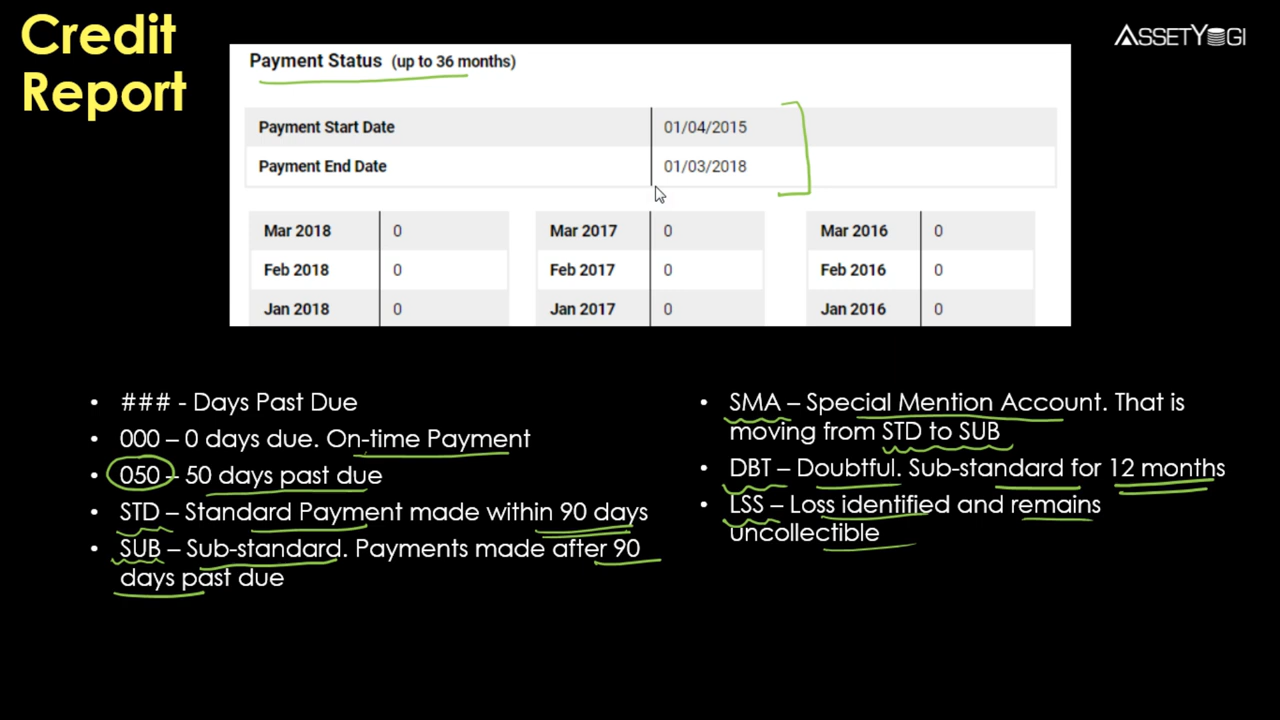 Credit
Report
ASSETYOGI
Payment Status (up to 36 months)
Payment Start Date 01/04/2015
Payment End Date 01/03/2018
Mar 2018 0 Mar 2017 0 Mar 2016 0
Feb 2018 0 Feb 2017 0 Feb 2016 0
Jan 2018 0 Jan 2017 0 Jan 2016 0
• ### - Days Past Due
• 000 – 0 days due. On-time Payment
• 050 – 50 days past due
• STD – Standard Payment made within 90 days
• SUB – Sub-standard. Payments made after 90
days past due
• SMA – Special Mention Account. That is
moving from STD to SUB
• DBT – Doubtful. Sub-standard for 12 months
• LSS – Loss identified and remains
uncollectible